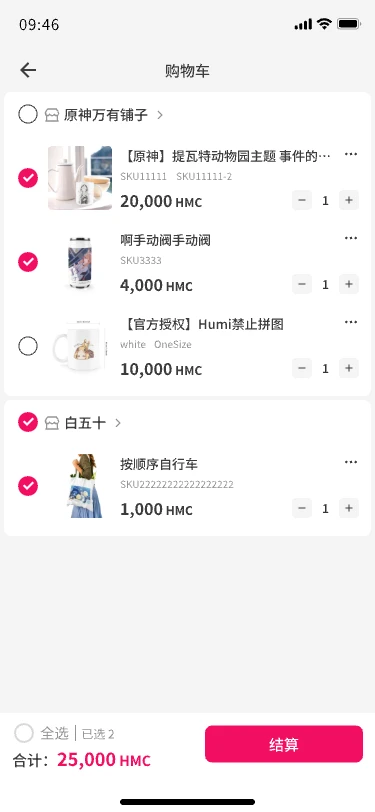 09:46
购物车
原神万有铺子
【原神】提瓦特动物园主题 事件的…
SKU11111 SKU11111-2
20,000 HMC
1
啊手动阀手动阀
SKU3333
4,000 HMC
1
【官方授权】Humi禁止拼图
white OneSize
10,000 HMC
1
白五十
按顺序自行车
SKU22222222222222222
1,000 HMC
1
全选 | 已选 2
合计：25,000 HMC
结算